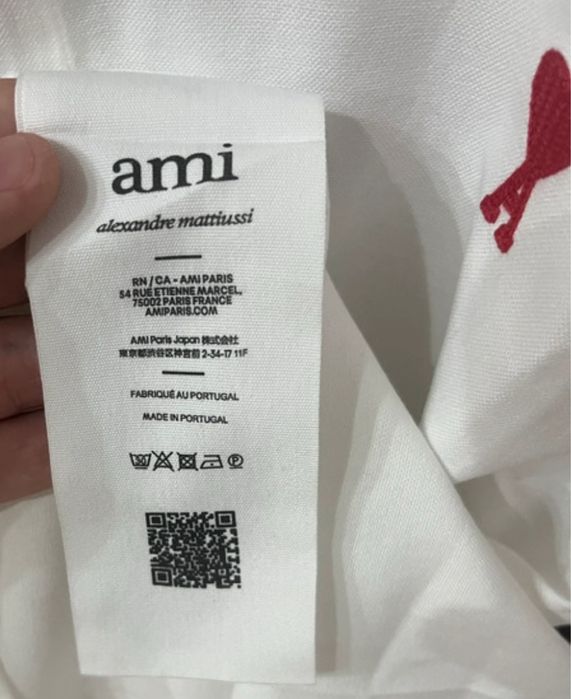 ami
alexandre mattiussi
RN / CA - AMI PARIS
54 RUE ETIENNE MARCEL,
75002 PARIS FRANCE
AMIPARIS.COM
AMI Paris Japan 株式会社
東京都渋谷区神宮前 2-34-17 11F
FABRIQUÉ AU PORTUGAL
MADE IN PORTUGAL